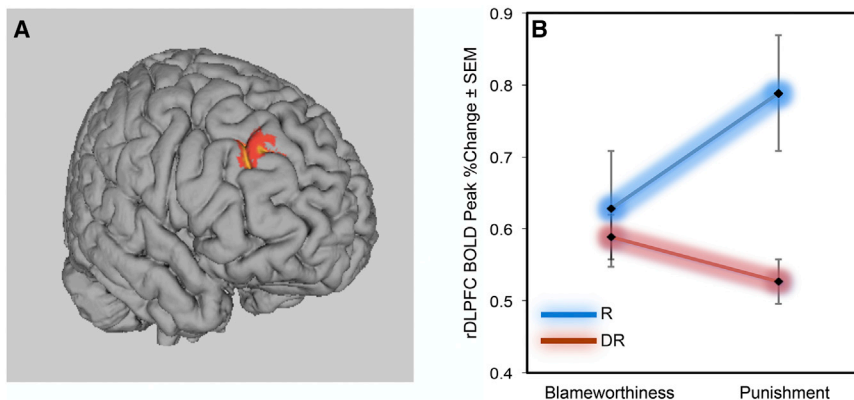 A
B
rDLPFC BOLD Peak %Change ± SEM
0.9
0.8
0.7
0.6
0.5
0.4
R
DR
Blameworthiness
Punishment